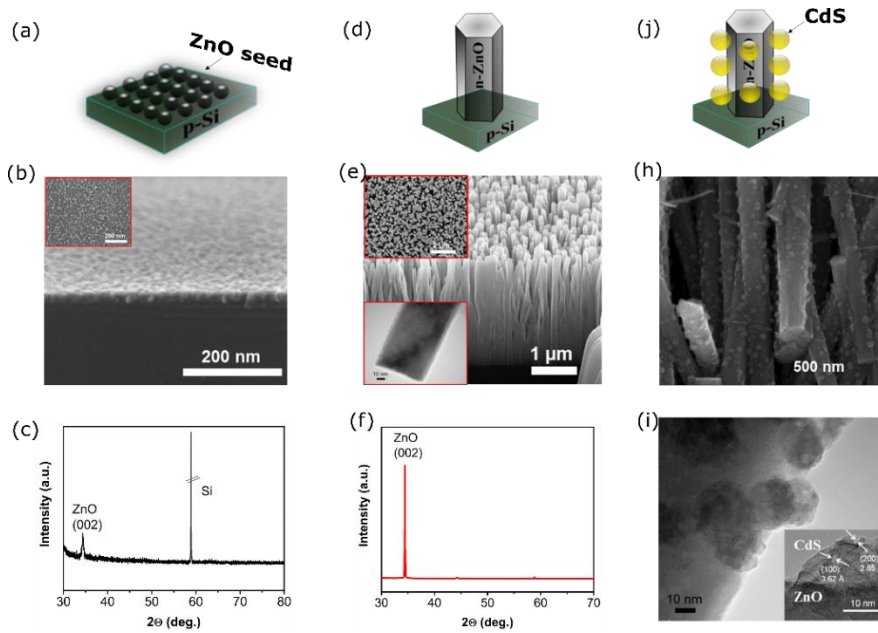 (a)
ZnO seed
p-Si
(d)
n-ZnO
p-Si
(j)
CdS
n-Z
p-Si
(b)
200 nm
(e)
1 µm
10 nm
(h)
500 nm
(c)
Intensity (a.u.)
ZnO
(002)
Si
30 40 50 60 70 80
2Θ (deg.)
(f)
Intensity (a.u.)
ZnO
(002)
30 40 50 60 70
2Θ (deg.)
(i)
10 nm
CdS
(100)
3.62 A
(200)
2.85
ZnO
10 nm